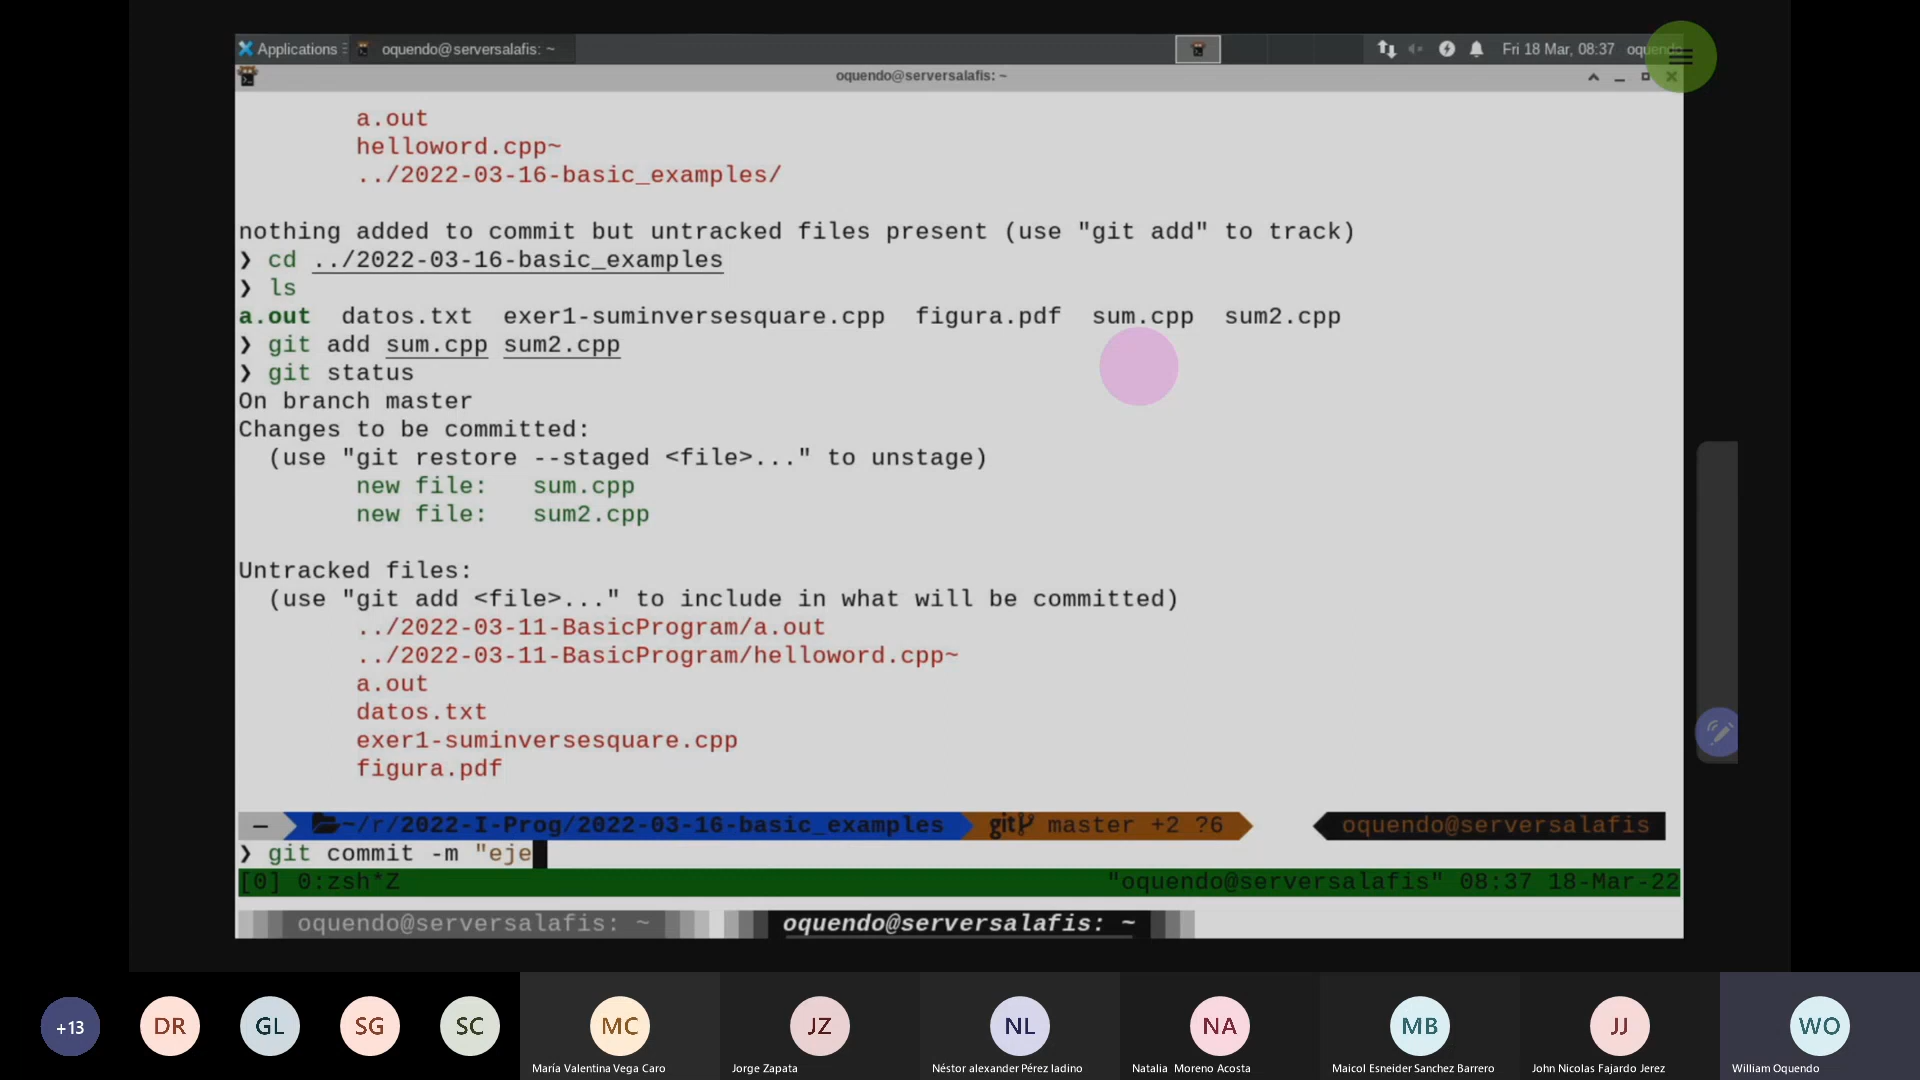 Applications oquendo@serversalafis: ~ Fri 18 Mar, 08:37 oquendo
oquendo@serversalafis: ~
a.out
helloword.cpp~
../2022-03-16-basic_examples/
nothing added to commit but untracked files present (use "git add" to track)
❯ cd ../2022-03-16-basic_examples
❯ ls
a.out datos.txt exer1-suminversesquare.cpp figura.pdf sum.cpp sum2.cpp
❯ git add sum.cpp sum2.cpp
❯ git status
On branch master
Changes to be committed:
(use "git restore --staged <file>..." to unstage)
new file: sum.cpp
new file: sum2.cpp
Untracked files:
(use "git add <file>..." to include in what will be committed)
../2022-03-11-BasicProgram/a.out
../2022-03-11-BasicProgram/helloword.cpp~
a.out
datos.txt
exer1-suminversesquare.cpp
figura.pdf
~/r/2022-I-Prog/2022-03-16-basic_examples git master +2 ?6 oquendo@serversalafis
❯ git commit -m "eje
[0] 0:zsh*Z "oquendo@serversalafis" 08:37 18-Mar-22
oquendo@serversalafis: ~ oquendo@serversalafis: ~
+13 DR GL SG SC MC JZ NL NA MB JJ WO
María Valentina Vega Caro Jorge Zapata Néstor alexander Pérez ladino Natalia Moreno Acosta Maicol Esneider Sanchez Barrero John Nicolas Fajardo Jerez William Oquendo